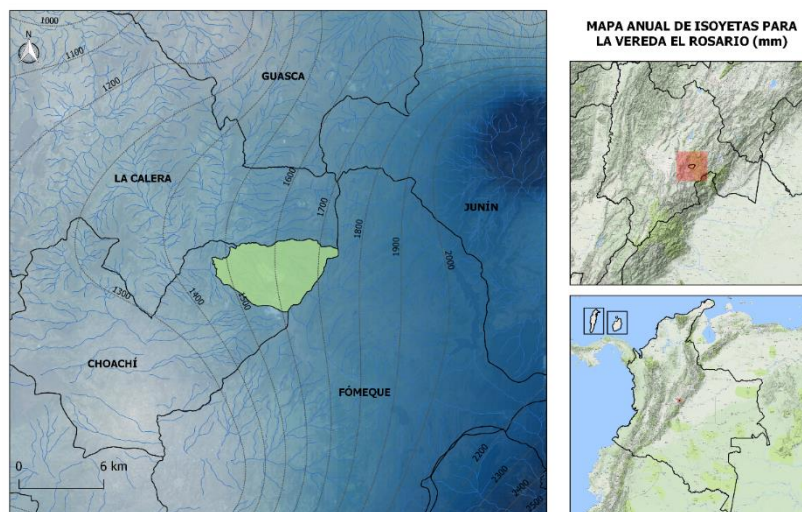 MAPA ANUAL DE ISOYETAS PARA
LA VEREDA EL ROSARIO (mm)
N
1000
1100
1200
GUASCA
LA CALERA
1600
1700
JUNÍN
1800
1900
2000
1300
1400
1500
CHOACHÍ
FÓMEQUE
0
6 km
2200
2300
2400
2500